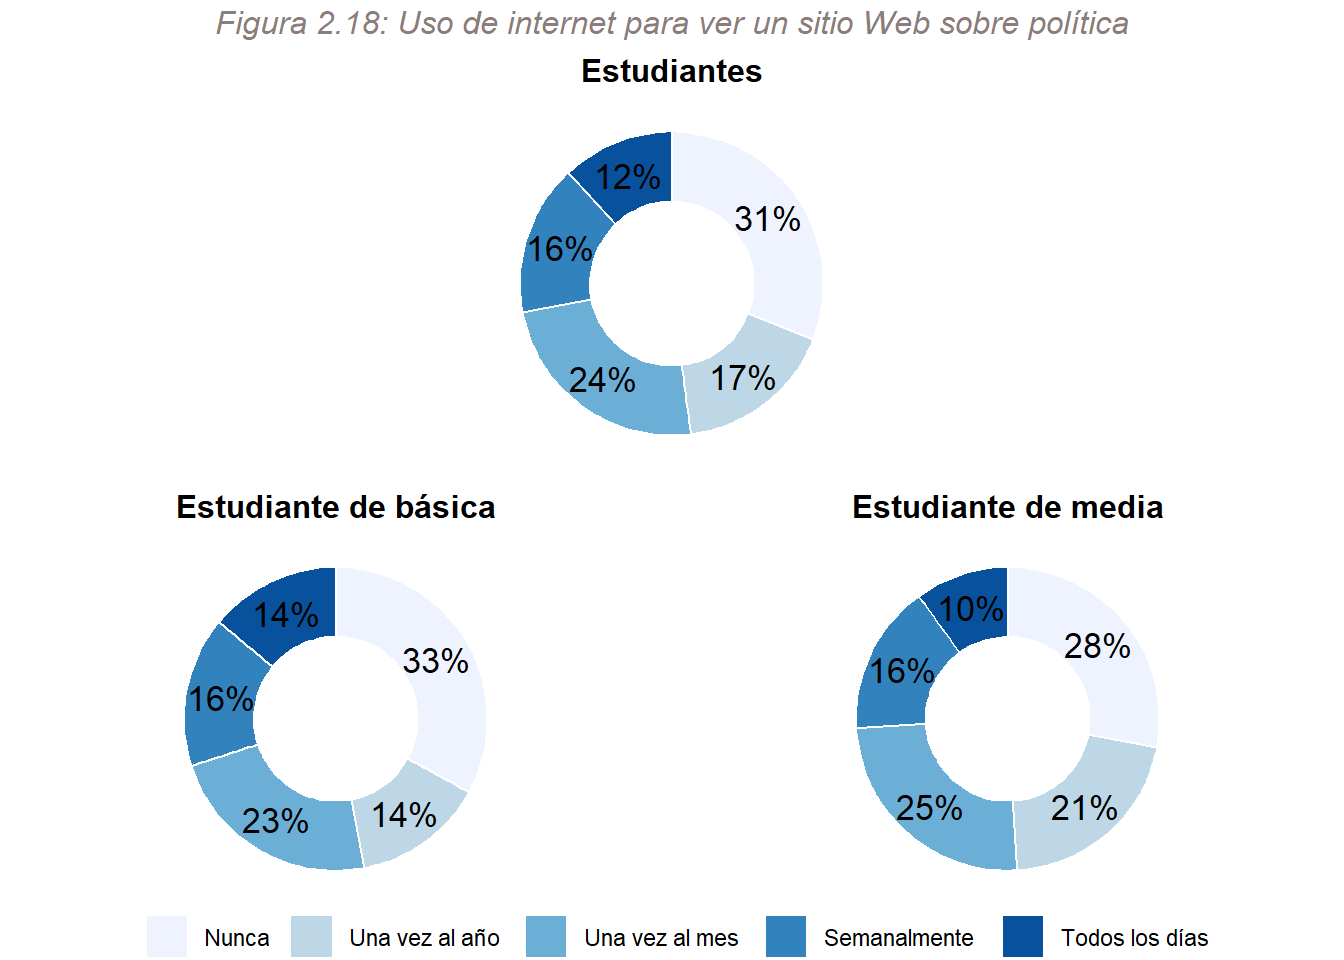 Figura 2.18: Uso de internet para ver un sitio Web sobre política
Estudiantes
12%
31%
16%
24%
17%
Estudiante de básica
14%
33%
16%
23%
14%
Estudiante de media
10%
28%
16%
25%
21%
Nunca
Una vez al año
Una vez al mes
Semanalmente
Todos los días